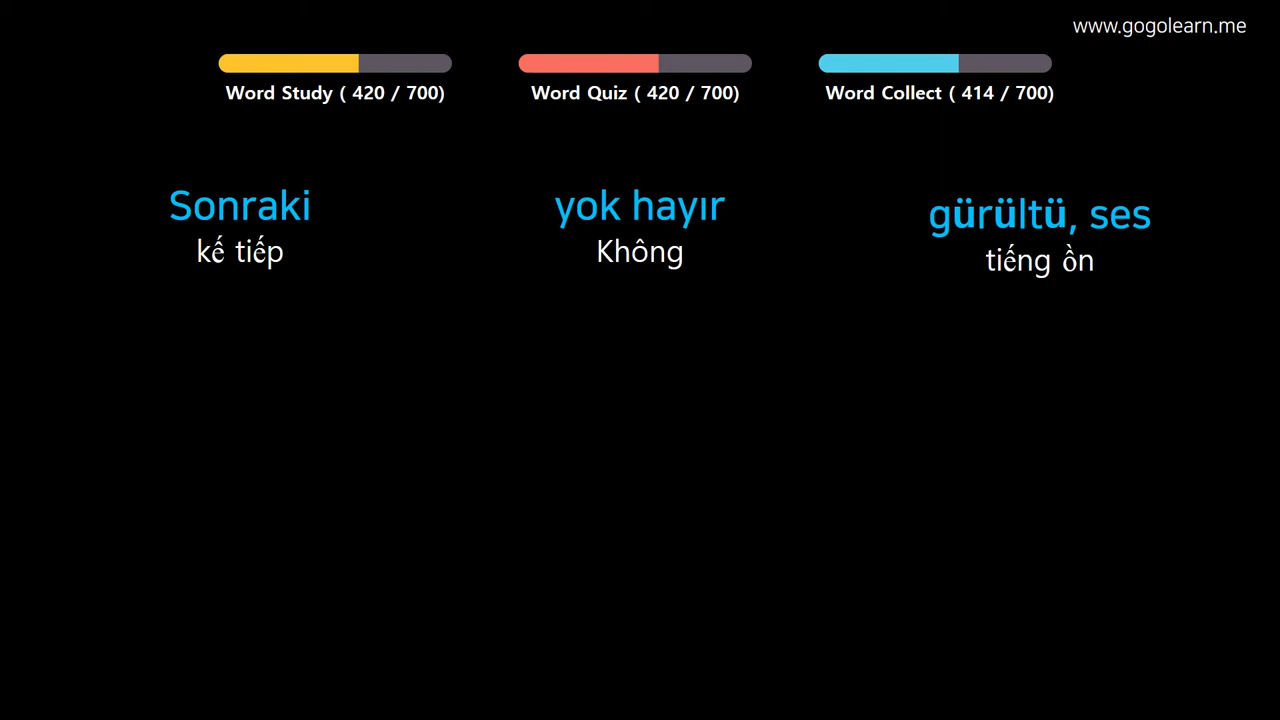 www.gogolearn.me
Word Study ( 420 / 700)
Word Quiz ( 420 / 700)
Word Collect ( 414 / 700)
Sonraki
kế tiếp
yok hayır
Không
gürültü, ses
tiếng ồn